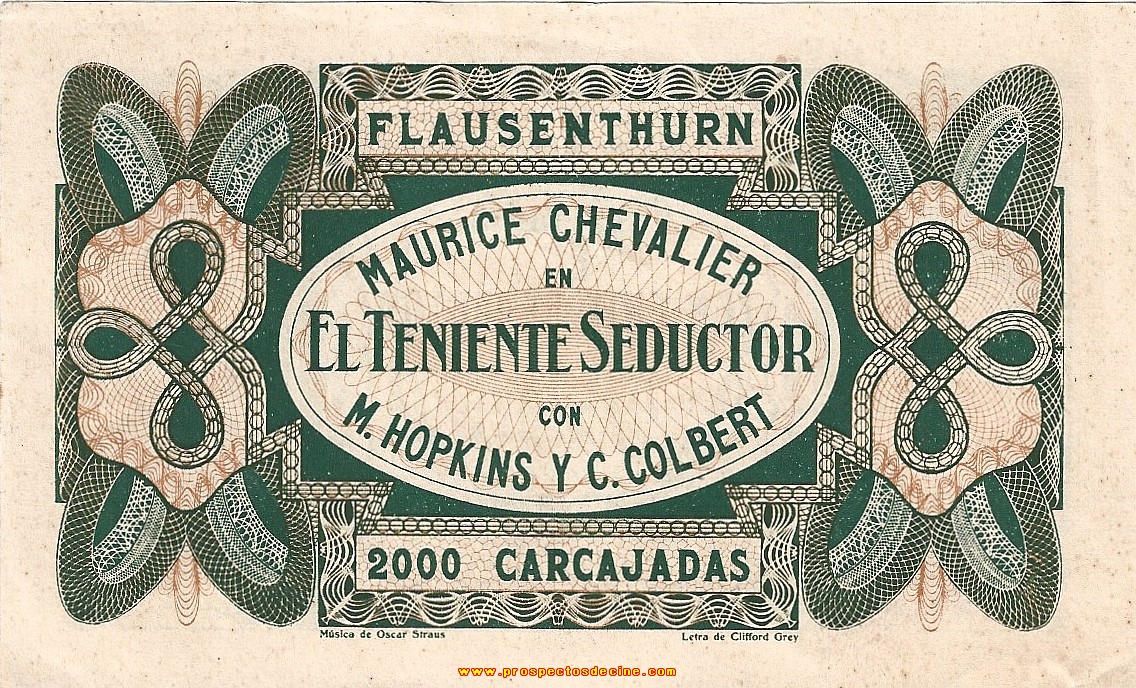 FLAUSENTHURN
MAURICE CHEVALIER
EN
EL TENIENTE SEDUCTOR
CON
M. HOPKINS Y C. COLBERT
2000 CARCAJADAS
Música de Oscar Straus
Letra de Clifford Grey
www.prospectosdecine.com